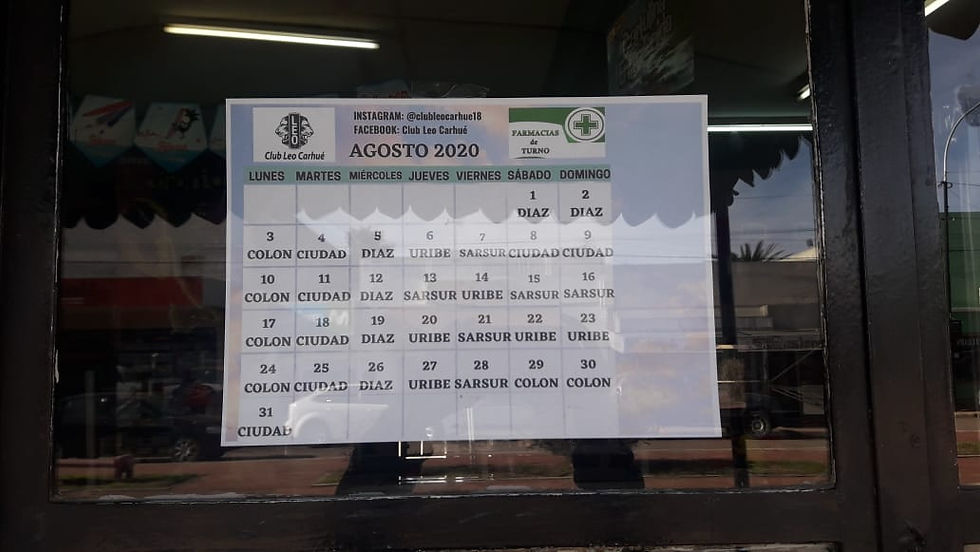 INSTAGRAM: @clubleocarhue18
FACEBOOK: Club Leo Carhué
LEO
Club Leo Carhué
AGOSTO 2020
FARMACIAS
de
TURNO
LUNES MARTES MIÉRCOLES JUEVES VIERNES SÁBADO DOMINGO
1 2
DIAZ DIAZ
3 4 5 6 7 8 9
COLON CIUDAD DIAZ URIBE SARSUR CIUDAD CIUDAD
10 11 12 13 14 15 16
COLON CIUDAD DIAZ SARSUR URIBE SARSUR SARSUR
17 18 19 20 21 22 23
COLON CIUDAD DIAZ URIBE SARSUR URIBE URIBE
24 25 26 27 28 29 30
COLON CIUDAD DIAZ URIBE SARSUR COLON COLON
31
CIUDAD